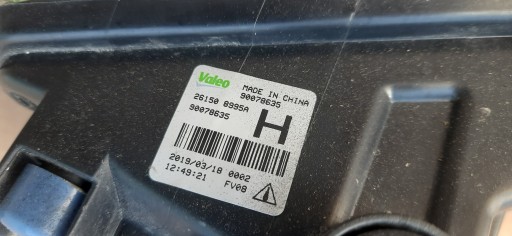 Valeo
MADE IN CHINA
90078635
26150 8995A
90078635
H
2019/03/18 0002
12:49:21 FV08